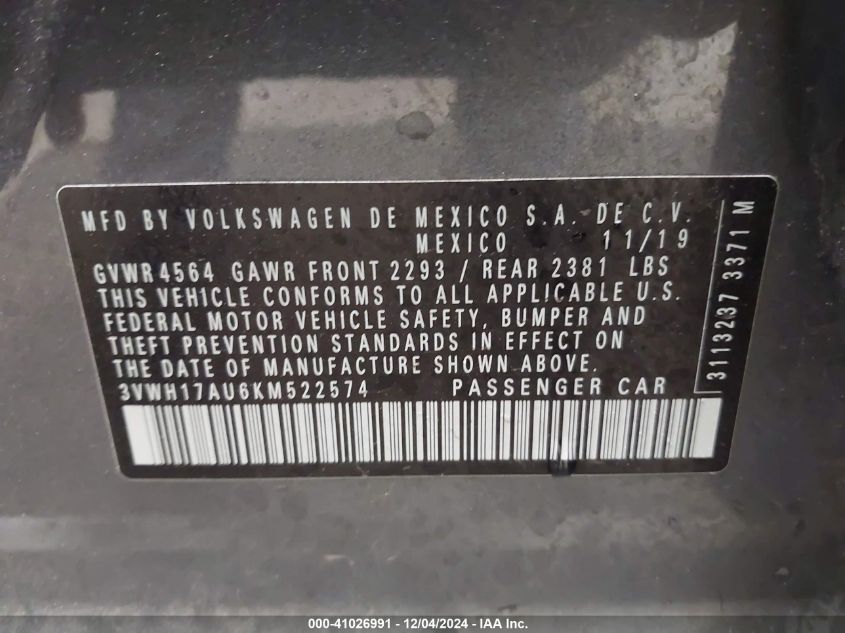 MFD BY VOLKSWAGEN DE MEXICO S.A. DE C.V.
MEXICO 11/19
GVWR4564 GAWR FRONT 2293 / REAR 2381 LBS
THIS VEHICLE CONFORMS TO ALL APPLICABLE U.S.
FEDERAL MOTOR VEHICLE SAFETY, BUMPER AND
THEFT PREVENTION STANDARDS IN EFFECT ON
THE DATE OF MANUFACTURE SHOWN ABOVE.
3VWH17AU6KM522574 PASSENGER CAR
3113237 3371 M
000-41026991 - 12/04/2024 - IAA Inc.